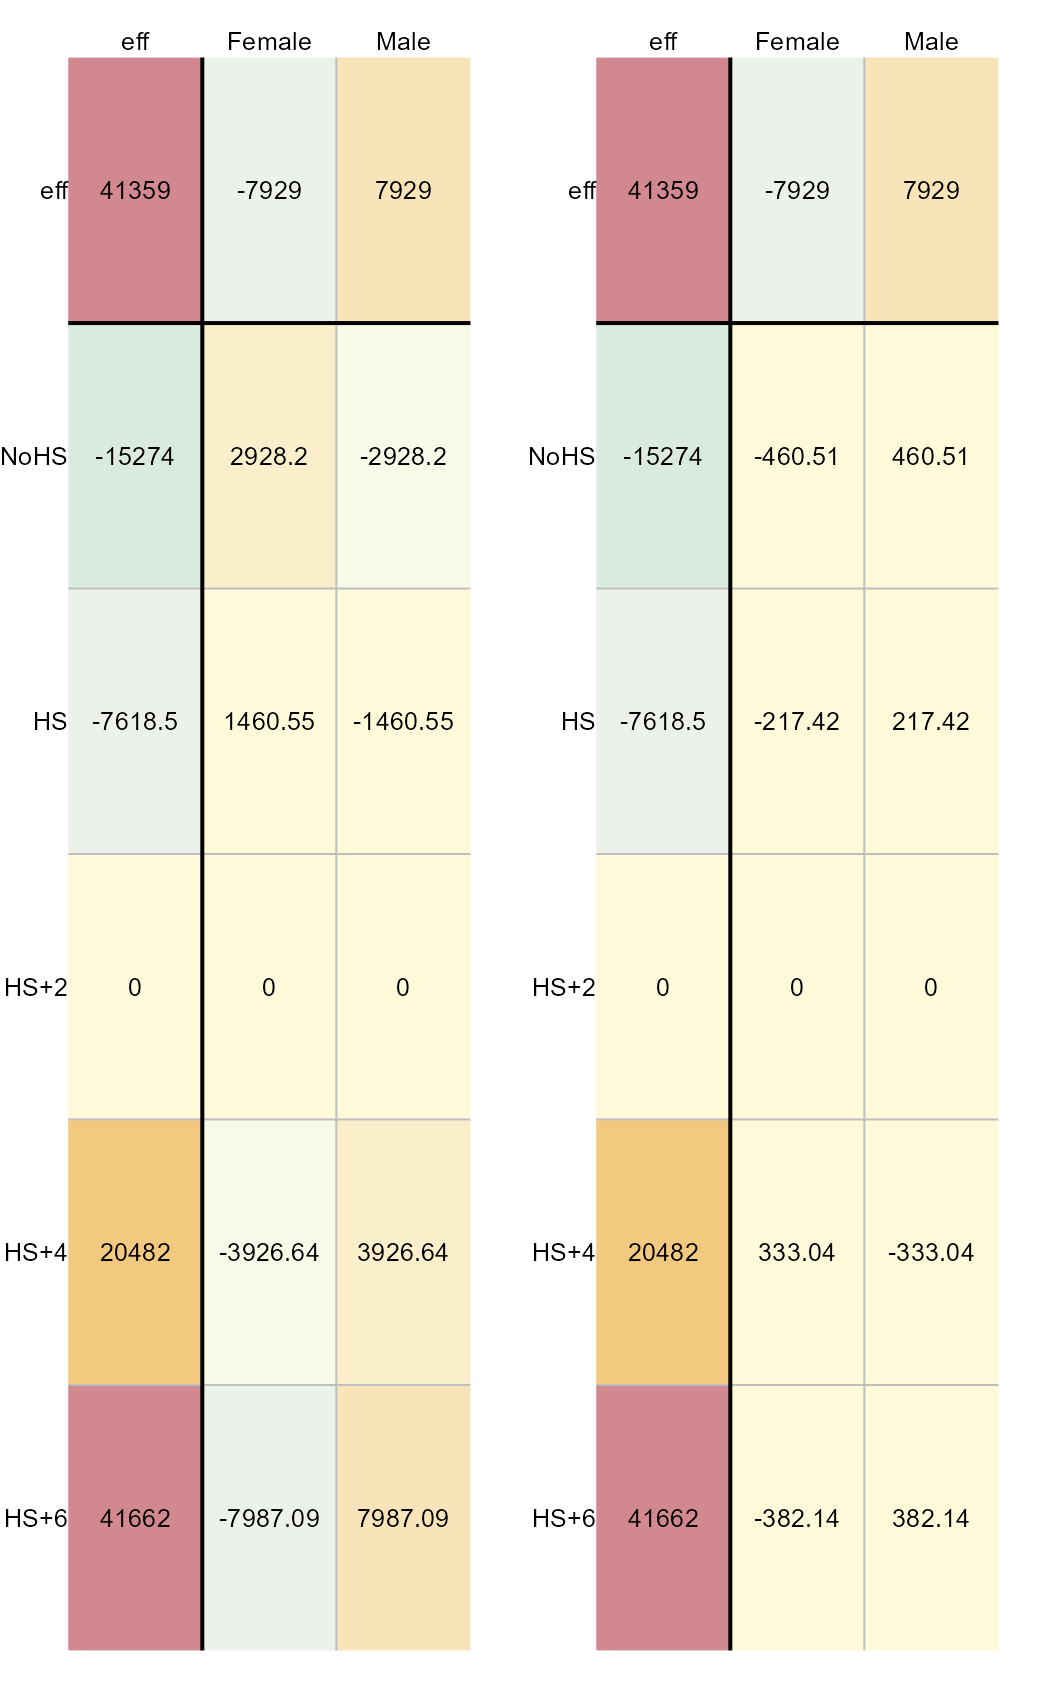 eff Female Male eff Female Male
eff 41359 -7929 7929 eff 41359 -7929 7929
NoHS -15274 2928.2 -2928.2 NoHS -15274 -460.51 460.51
HS -7618.5 1460.55 -1460.55 HS -7618.5 -217.42 217.42
HS+2 0 0 0 HS+2 0 0 0
HS+4 20482 -3926.64 3926.64 HS+4 20482 333.04 -333.04
HS+6 41662 -7987.09 7987.09 HS+6 41662 -382.14 382.14